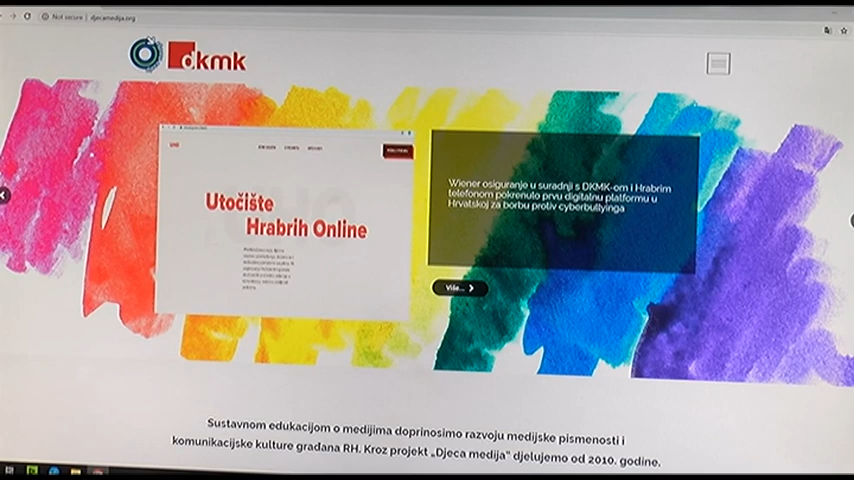 Not secure | djecamedija.org
dkmk
Utočište
Hrabrih Online
Wiener osiguranje u suradnji s DKMK-om i Hrabrim
telefonom pokrenulo prvu digitalnu platformu u
Hrvatskoj za borbu protiv cyberbullyinga
Više...
Sustavnom edukacijom o medijima doprinosimo razvoju medijske pismenosti i
komunikacijske kulture građana RH. Kroz projekt „Djeca medija“ djelujemo od 2010. godine.